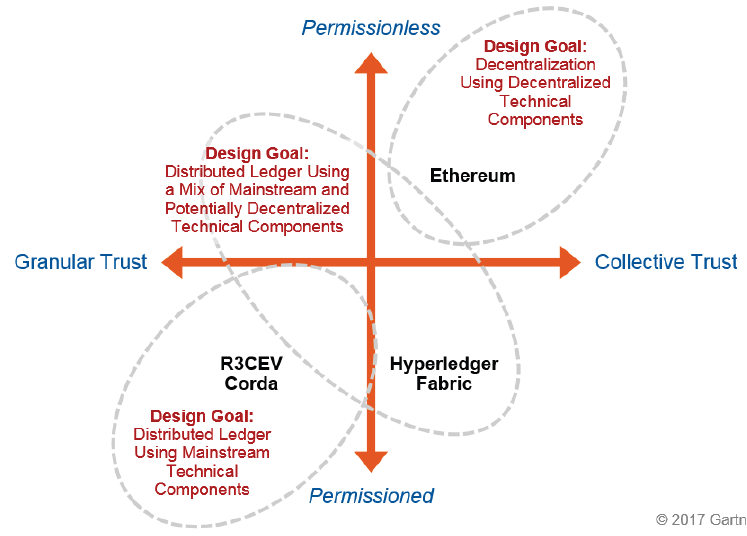 Permissionless
Design Goal:
Decentralization
Using Decentralized
Technical
Components
Design Goal:
Distributed Ledger Using
a Mix of Mainstream and
Potentially Decentralized
Technical Components
Ethereum
Granular Trust
Collective Trust
R3CEV
Corda
Hyperledger
Fabric
Design Goal:
Distributed Ledger
Using Mainstream
Technical
Components
Permissioned
© 2017 Gartn